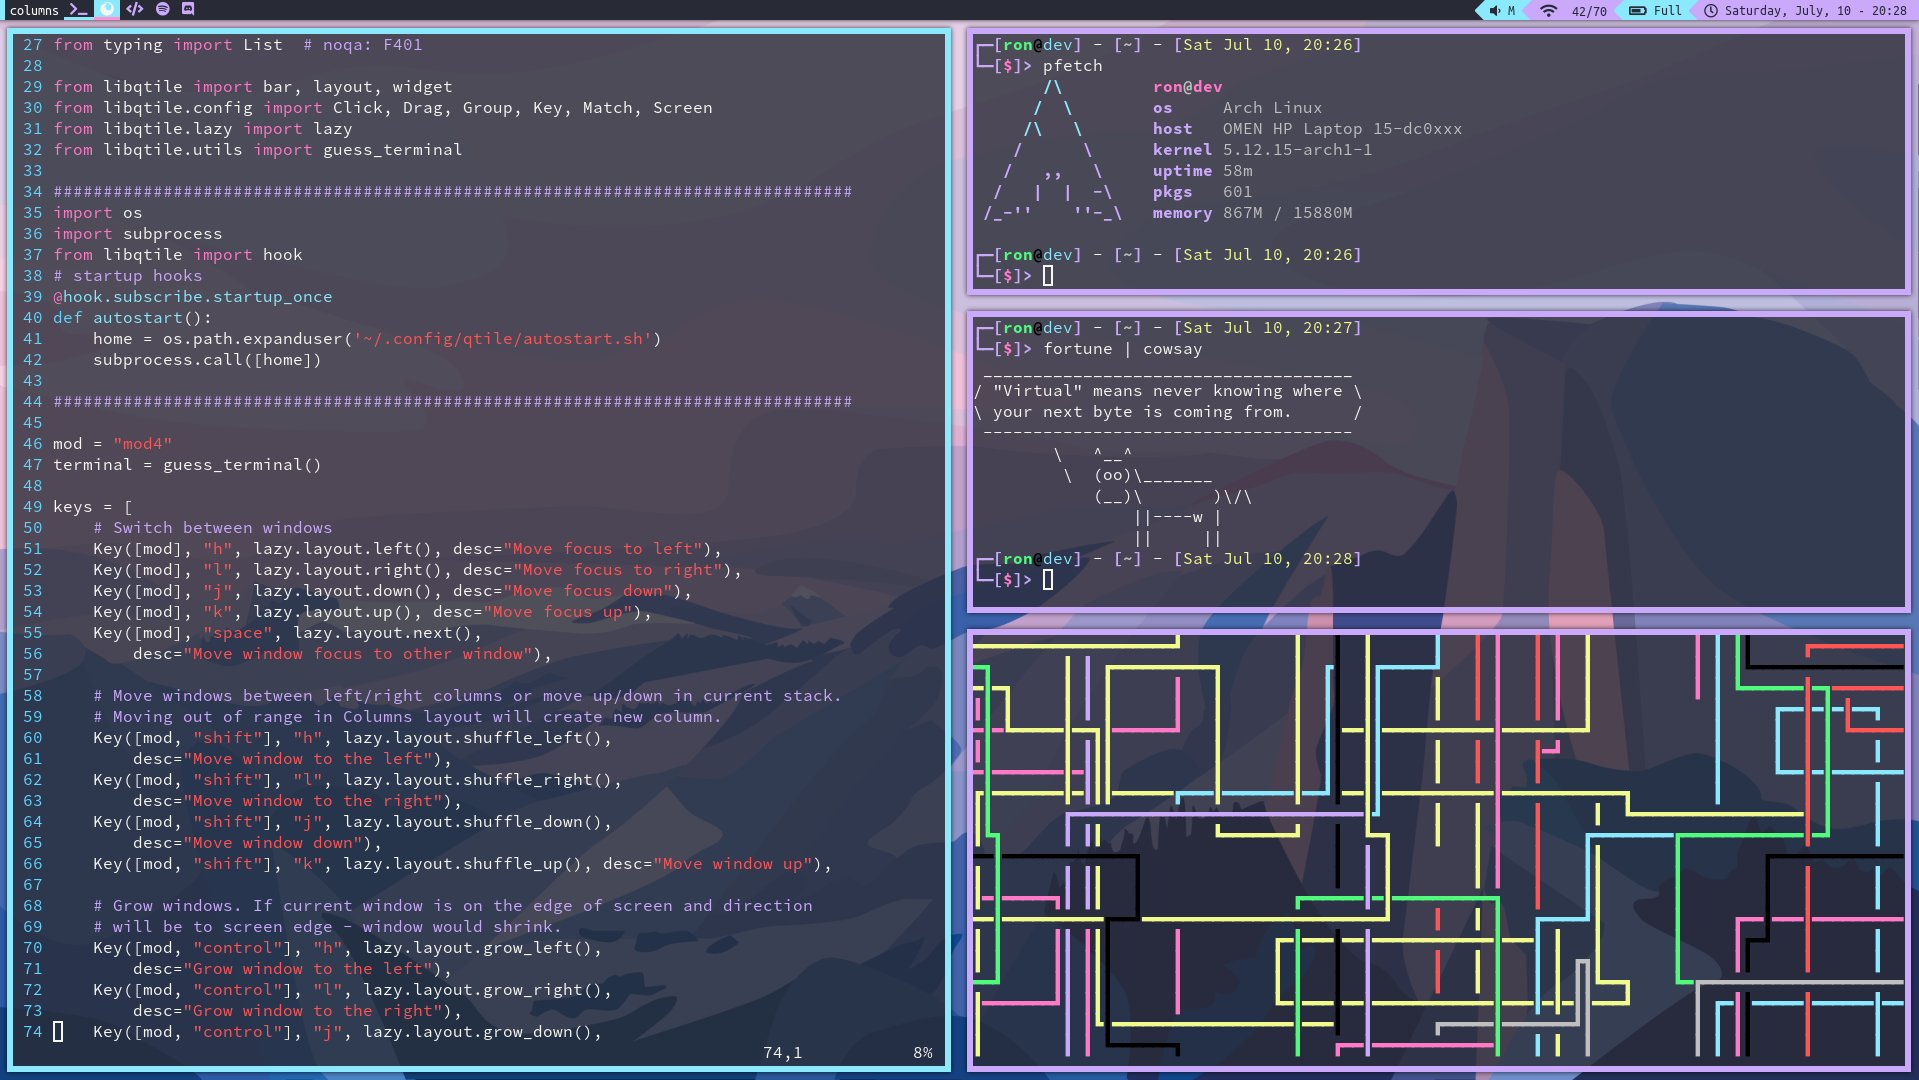 columns
M
42/70
Full
Saturday, July, 10 - 20:28
27 from typing import List  # noqa: F401
28
29 from libqtile import bar, layout, widget
30 from libqtile.config import Click, Drag, Group, Key, Match, Screen
31 from libqtile.lazy import lazy
32 from libqtile.utils import guess_terminal
33
34 ################################################################################
35 import os
36 import subprocess
37 from libqtile import hook
38 # startup hooks
39 @hook.subscribe.startup_once
40 def autostart():
41     home = os.path.expanduser('~/.config/qtile/autostart.sh')
42     subprocess.call([home])
43
44 ################################################################################
45
46 mod = "mod4"
47 terminal = guess_terminal()
48
49 keys = [
50     # Switch between windows
51     Key([mod], "h", lazy.layout.left(), desc="Move focus to left"),
52     Key([mod], "l", lazy.layout.right(), desc="Move focus to right"),
53     Key([mod], "j", lazy.layout.down(), desc="Move focus down"),
54     Key([mod], "k", lazy.layout.up(), desc="Move focus up"),
55     Key([mod], "space", lazy.layout.next(),
56         desc="Move window focus to other window"),
57
58     # Move windows between left/right columns or move up/down in current stack.
59     # Moving out of range in Columns layout will create new column.
60     Key([mod, "shift"], "h", lazy.layout.shuffle_left(),
61         desc="Move window to the left"),
62     Key([mod, "shift"], "l", lazy.layout.shuffle_right(),
63         desc="Move window to the right"),
64     Key([mod, "shift"], "j", lazy.layout.shuffle_down(),
65         desc="Move window down"),
66     Key([mod, "shift"], "k", lazy.layout.shuffle_up(), desc="Move window up"),
67
68     # Grow windows. If current window is on the edge of screen and direction
69     # will be to screen edge - window would shrink.
70     Key([mod, "control"], "h", lazy.layout.grow_left(),
71         desc="Grow window to the left"),
72     Key([mod, "control"], "l", lazy.layout.grow_right(),
73         desc="Grow window to the right"),
74     Key([mod, "control"], "j", lazy.layout.grow_down(),
74,1           8%
┌─[ron@dev] - [~] - [Sat Jul 10, 20:26]
└─[$]> pfetch
       /\         ron@dev
      /  \        os     Arch Linux
     /\   \       host   OMEN HP Laptop 15-dc0xxx
    /      \      kernel 5.12.15-arch1-1
   /   ,,   \     uptime 58m
  /   |  |  -\    pkgs   601
 /_-''    ''-_\   memory 867M / 15880M
┌─[ron@dev] - [~] - [Sat Jul 10, 20:26]
└─[$]>
┌─[ron@dev] - [~] - [Sat Jul 10, 20:27]
└─[$]> fortune | cowsay
 _____________________________________
/ "Virtual" means never knowing where \
\ your next byte is coming from.      /
 -------------------------------------
        \   ^__^
         \  (oo)\_______
            (__)\       )\/\
                ||----w |
                ||     ||
┌─[ron@dev] - [~] - [Sat Jul 10, 20:28]
└─[$]>